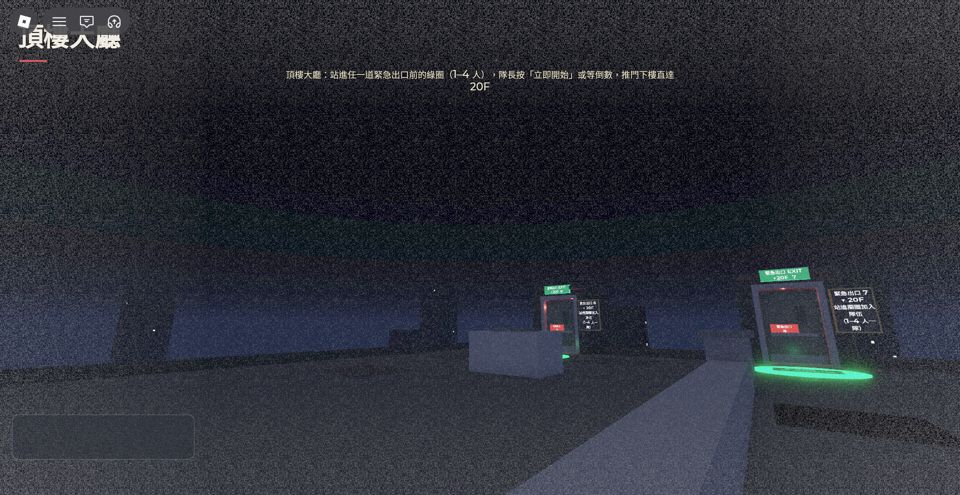 頂樓大廳
頂樓大廳：站進任一道緊急出口前的綠圈（1–4 人），隊長按「立即開始」或等倒數，推門下樓直達
20F
緊急出口 EXIT
20F 7
緊急出口 7
▼ 20F
站進腳圈加入
隊伍
（1–4 人一
隊）